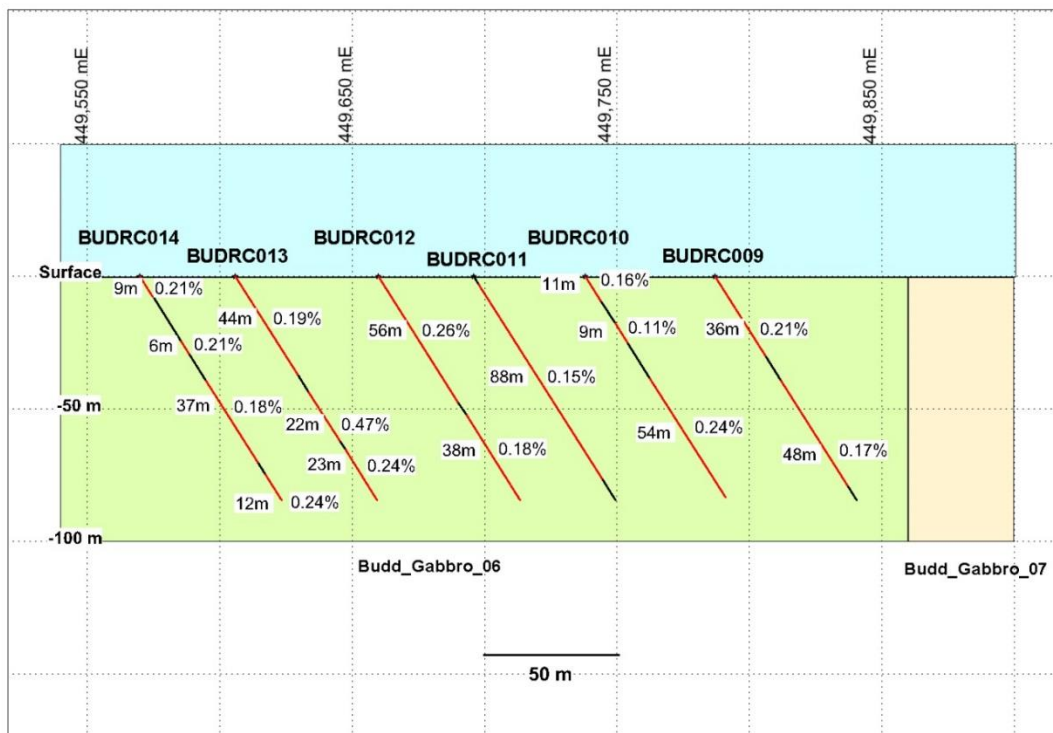 449,550 mE
449,650 mE
449,750 mE
449,850 mE
BUDRC014
BUDRC013
BUDRC012
BUDRC011
BUDRC010
BUDRC009
Surface
9m 0.21%
6m 0.21%
37m 0.18%
12m 0.24%
44m 0.19%
22m 0.47%
23m 0.24%
56m 0.26%
38m 0.18%
88m 0.15%
11m 0.16%
9m 0.11%
54m 0.24%
36m 0.21%
48m 0.17%
-50 m
-100 m
Budd_Gabbro_06
Budd_Gabbro_07
50 m